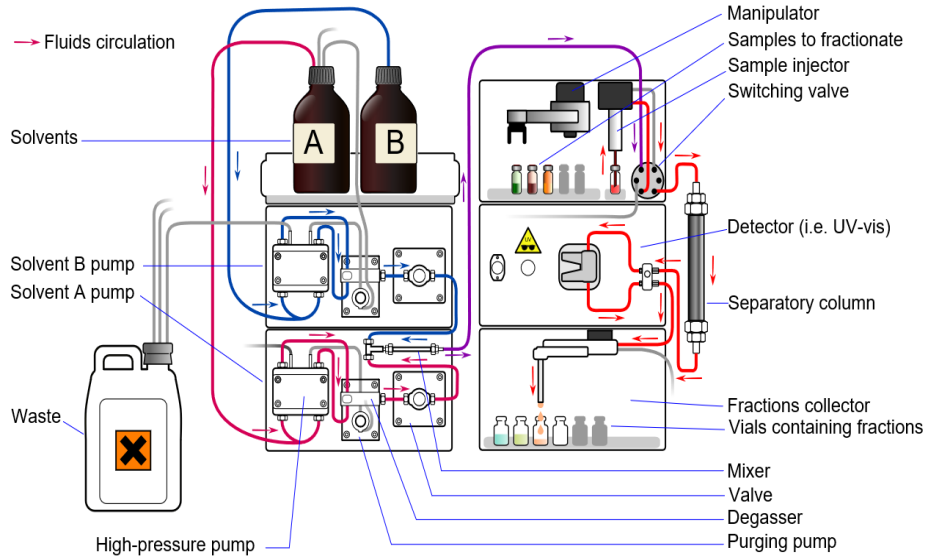 Fluids circulation
Manipulator
Samples to fractionate
Sample injector
Switching valve
Solvents
A
B
UV
Detector (i.e. UV-vis)
Solvent B pump
Solvent A pump
Separatory column
Waste
Fractions collector
Vials containing fractions
Mixer
Valve
Degasser
High-pressure pump
Purging pump